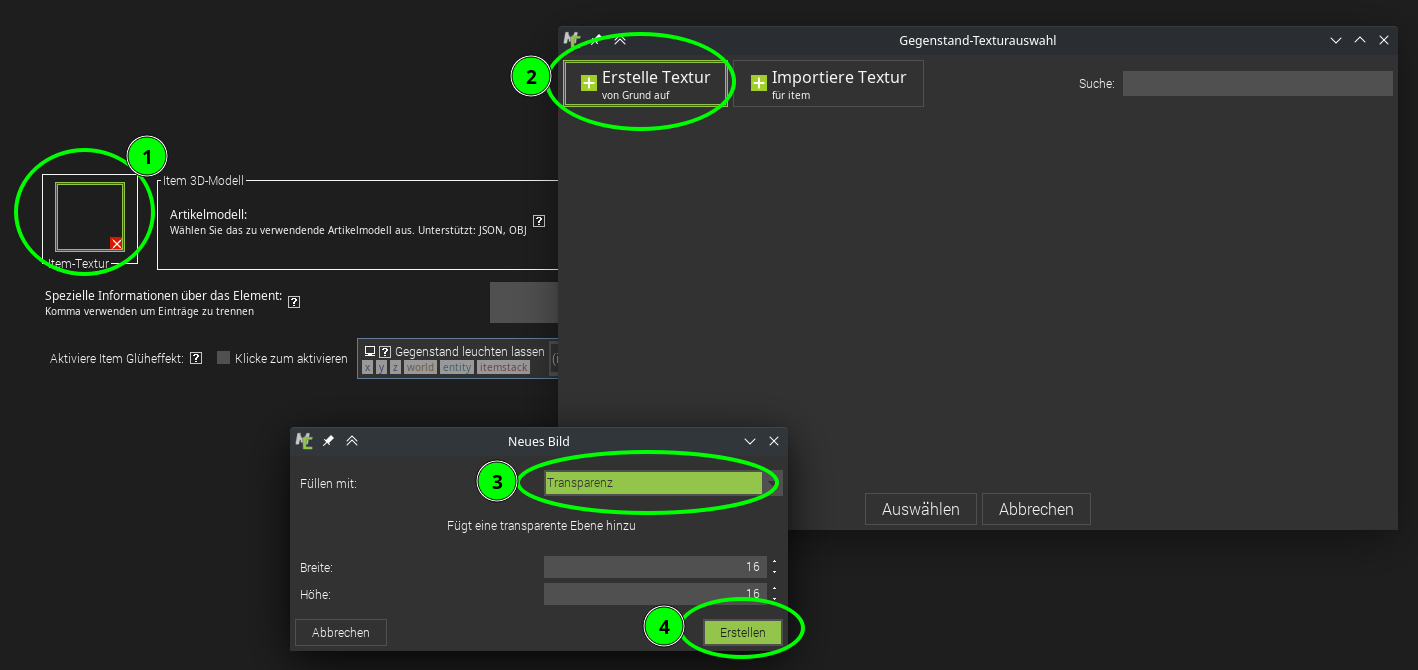 Gegenstand-Texturauswahl
2
Erstelle Textur
von Grund auf
Importiere Textur
für item
Suche:
1
Item-Textur
Item 3D-Modell
Artikelmodell:
Wählen Sie das zu verwendende Artikelmodell aus. Unterstützt: JSON, OBJ
?
Spezielle Informationen über das Element:
Komma verwenden um Einträge zu trennen
?
Aktiviere Item Glüheffekt: ? Klicke zum aktivieren
? Gegenstand leuchten lassen
x y z world entity itemstack
(i
Auswählen
Abbrechen
Neues Bild
Füllen mit:
3
Transparenz
Fügt eine transparente Ebene hinzu
Breite: 16
Höhe: 16
Abbrechen
4
Erstellen